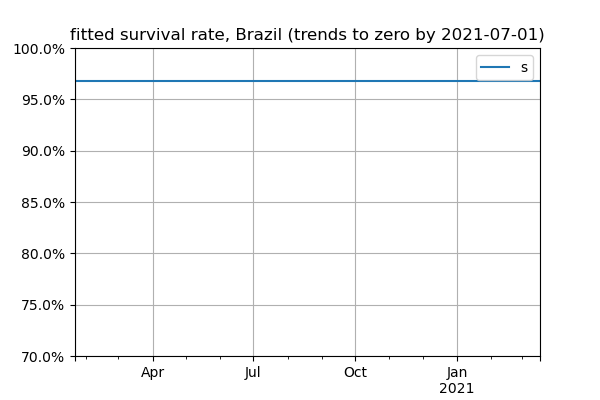 fitted survival rate, Brazil (trends to zero by 2021-07-01)
100.0%
s
95.0%
90.0%
85.0%
80.0%
75.0%
70.0%
Apr Jul Oct Jan
2021